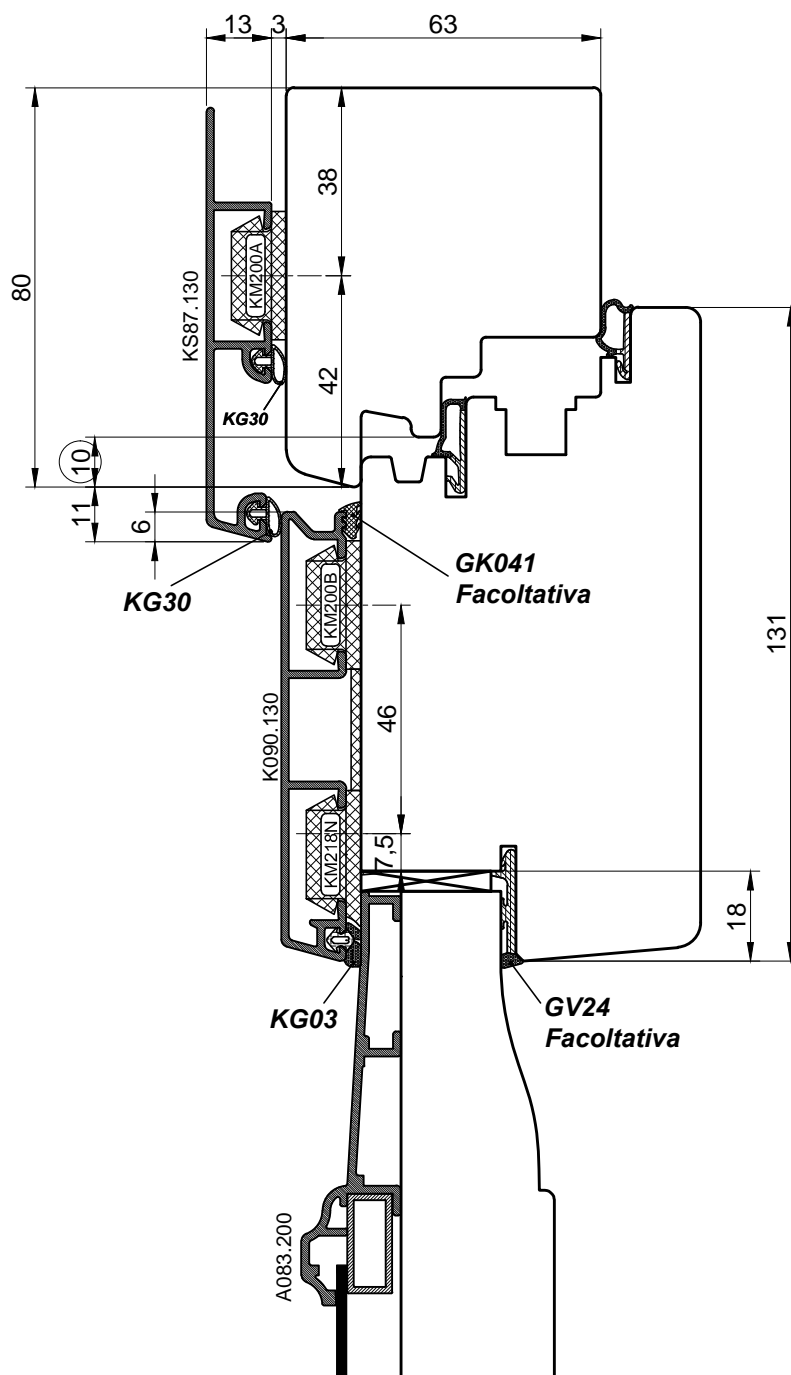 13
3
63
80
38
KS87.130
KM200A
42
KG30
10
11
6
KG30
GK041
Facoltativa
KM200B
131
46
K090.130
KM218N
7,5
18
KG03
GV24
Facoltativa
A083.200